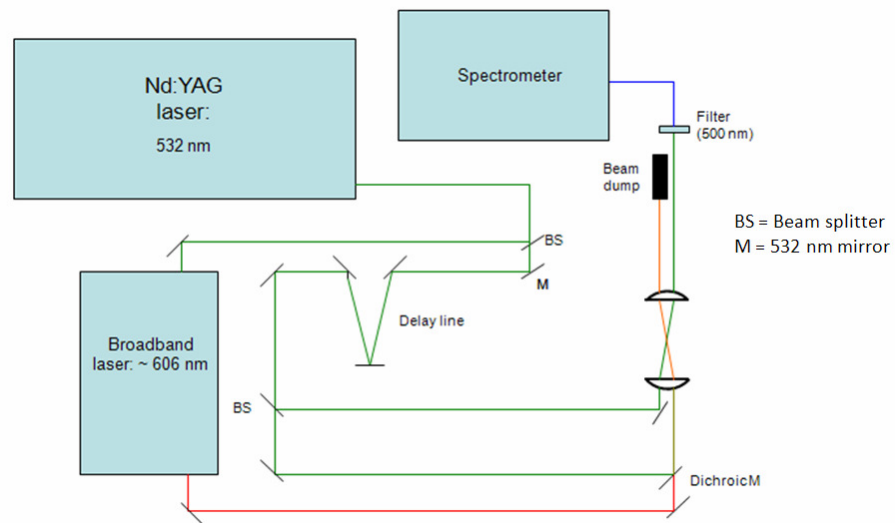 Nd:YAG
laser:
532 nm
Spectrometer
Filter
(500 nm)
Beam
dump
BS = Beam splitter
M = 532 nm mirror
BS
M
Delay line
Broadband
laser: ~ 606 nm
BS
Dichroic M